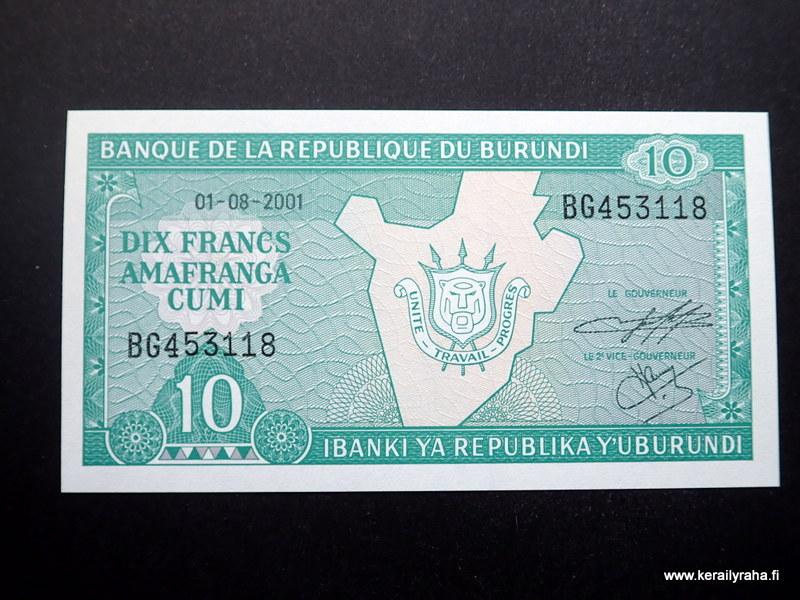 BANQUE DE LA REPUBLIQUE DU BURUNDI
10
01-08-2001
BG453118
DIX FRANCS
AMAFRANGA
CUMI
UNITE - TRAVAIL - PROGRES
LE GOUVERNEUR
BG453118
LE 2e VICE-GOUVERNEUR
10
IBANKI YA REPUBLIKA Y'UBURUNDI
www.kerailyraha.fi